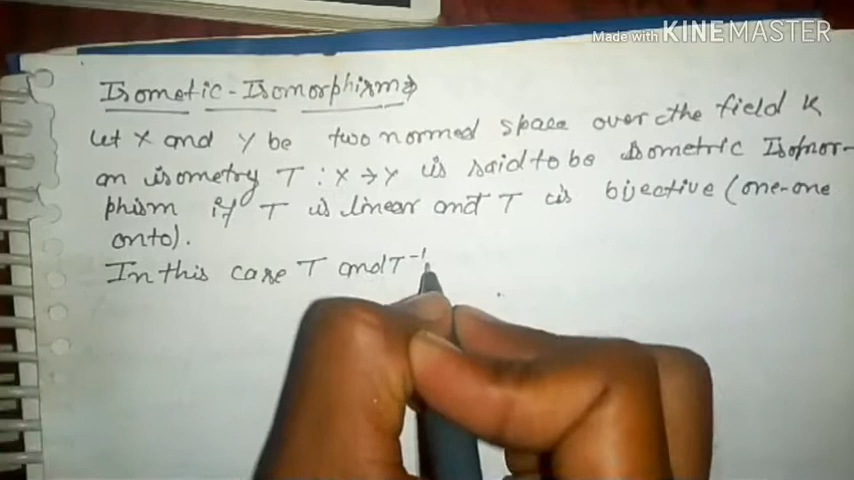 Made with KINEMASTER
Isometic-Isomorphism⇒
Let X and Y be two normed space over the field K
an isometry T : X → Y is said to be isometric Isomor-
phism if T is linear and T is bijective (one-one
onto).
In this case T and T⁻¹